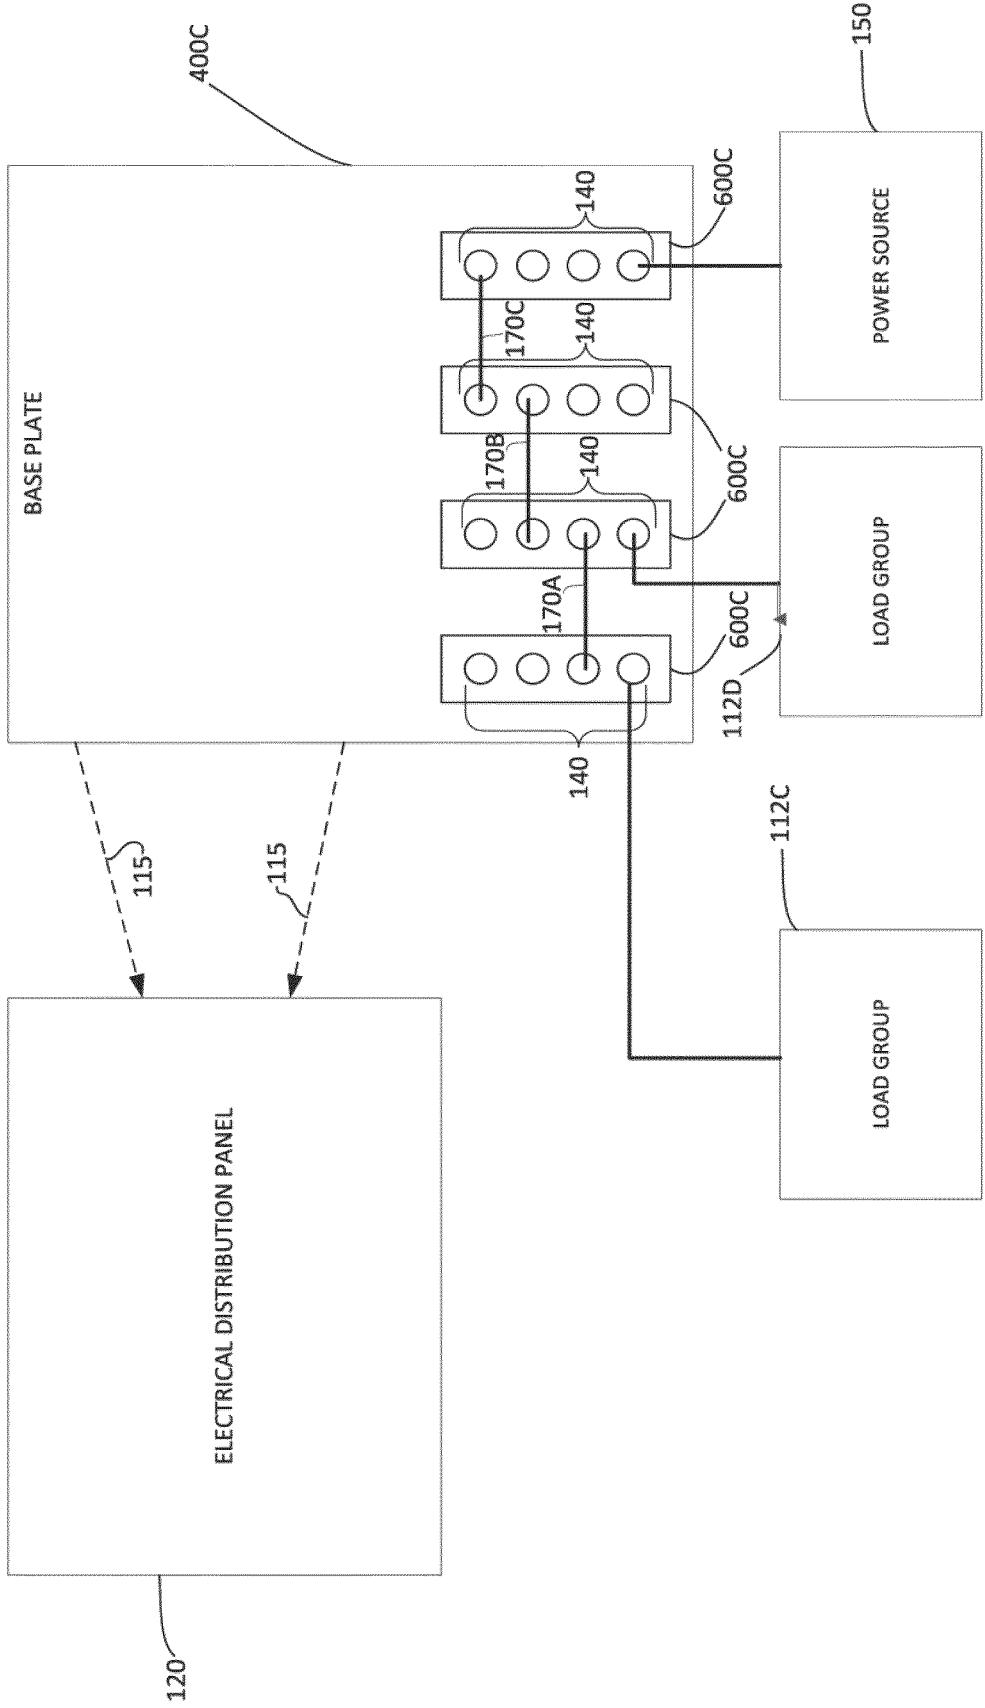 BASE PLATE
115
120
400C
ELECTRICAL DISTRIBUTION PANEL
115
170B
170C
170A
140
140
140
140
600C
600C
600C
112D
112C
150
LOAD GROUP
LOAD GROUP
POWER SOURCE